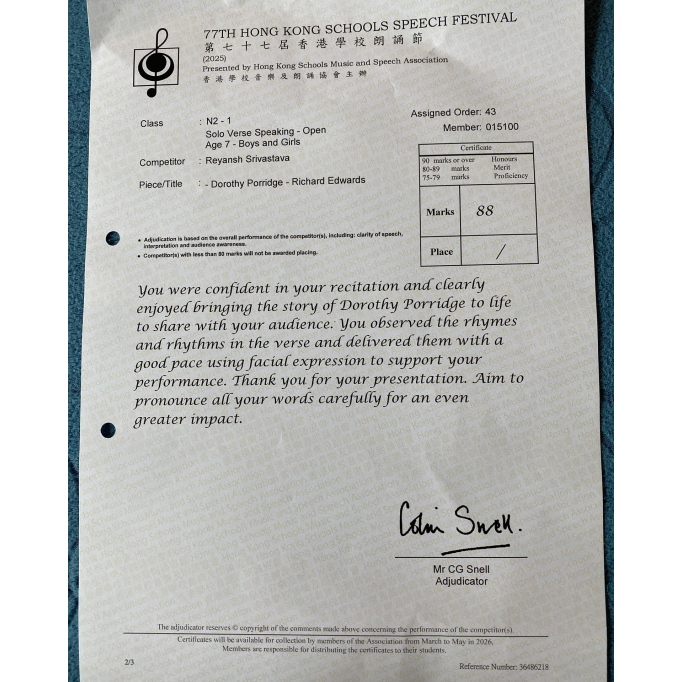 77TH HONG KONG SCHOOLS SPEECH FESTIVAL
第七十七屆香港學校朗誦節
(2025)
Presented by Hong Kong Schools Music and Speech Association
香港學校音樂及朗誦協會主辦
Assigned Order: 43
Member: 015100
Class : N2 - 1
Solo Verse Speaking - Open
Age 7 - Boys and Girls
Competitor : Reyansh Srivastava
Piece/Title : - Dorothy Porridge - Richard Edwards
Certificate
90 marks or over Honours
80-89 marks Merit
75-79 marks Proficiency
Marks 88
Place /
• Adjudication is based on the overall performance of the competitor(s), including: clarity of speech,
interpretation and audience awareness.
• Competitor(s) with less than 80 marks will not be awarded placing.
You were confident in your recitation and clearly
enjoyed bringing the story of Dorothy Porridge to life
to share with your audience. You observed the rhymes
and rhythms in the verse and delivered them with a
good pace using facial expression to support your
performance. Thank you for your presentation. Aim to
pronounce all your words carefully for an even
greater impact.
Colin Snell.
Mr CG Snell
Adjudicator
The adjudicator reserves © copyright of the comments made above concerning the performance of the competitor(s).
Certificates will be available for collection by members of the Association from March to May in 2026.
Members are responsible for distributing the certificates to their students.
2/3
Reference Number: 36486218